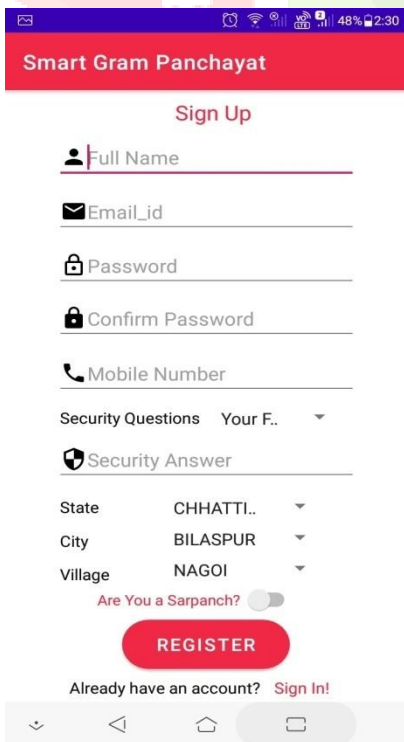 48% 2:30
Smart Gram Panchayat
Sign Up
Full Name
Email_id
Password
Confirm Password
Mobile Number
Security Questions Your F..
Security Answer
State CHHATTI..
City BILASPUR
Village NAGOI
Are You a Sarpanch?
REGISTER
Already have an account? Sign In!